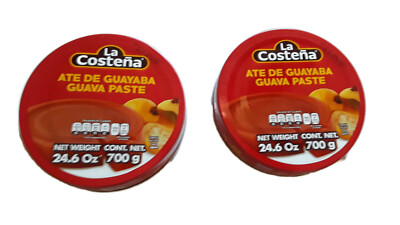 La
Costeña
ATE DE GUAYABA
GUAVA PASTE
NET WEIGHT CONT. NET.
24.6 Oz 700 g
La
Costeña
ATE DE GUAYABA
GUAVA PASTE
NET WEIGHT CONT. NET.
24.6 Oz 700 g